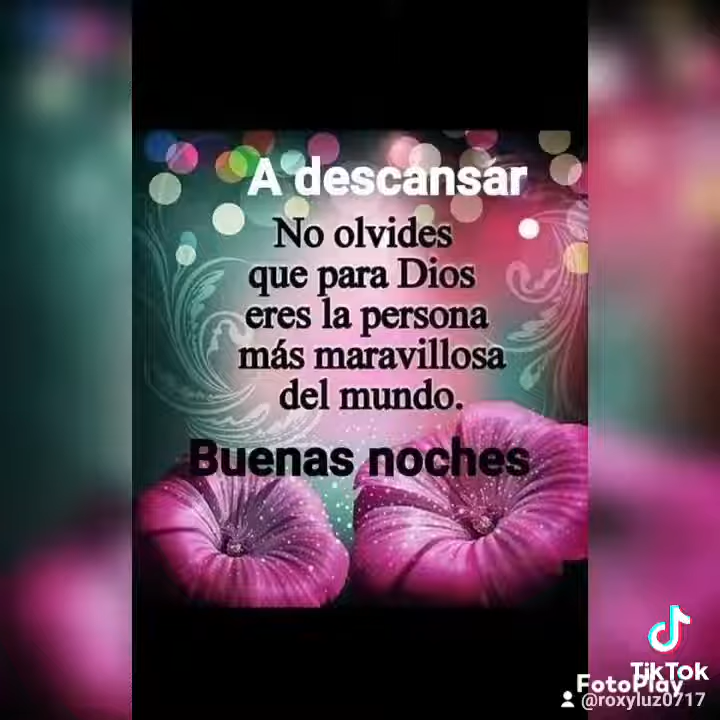 A descansar
No olvides
que para Dios
eres la persona
más maravillosa
del mundo.
Buenas noches
TikTok
FotoPlay
@roxyluz0717